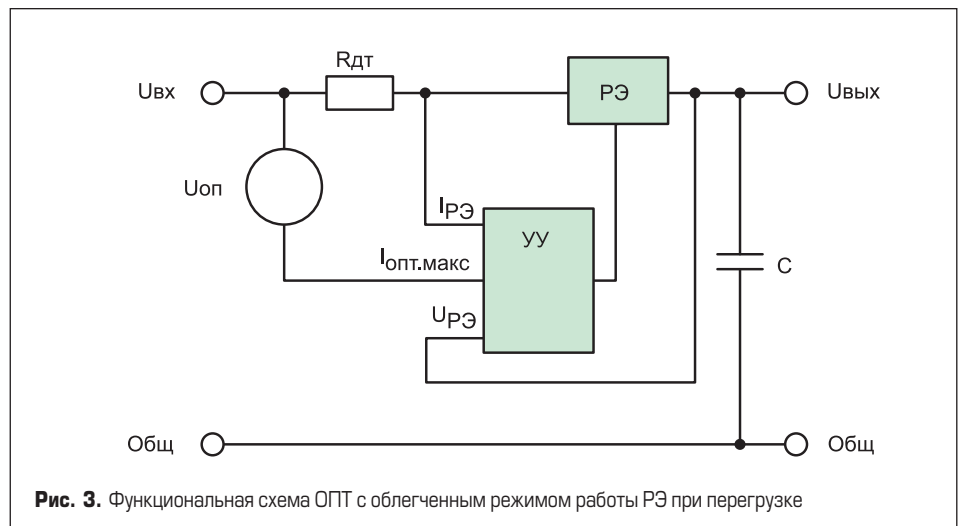 Rдт
Uвх
РЭ
Uвых
Uоп
IРЭ
УУ
Iопт.макс
C
UРЭ
Общ
Общ
Рис. 3. Функциональная схема ОПТ с облегченным режимом работы РЭ при перегрузке